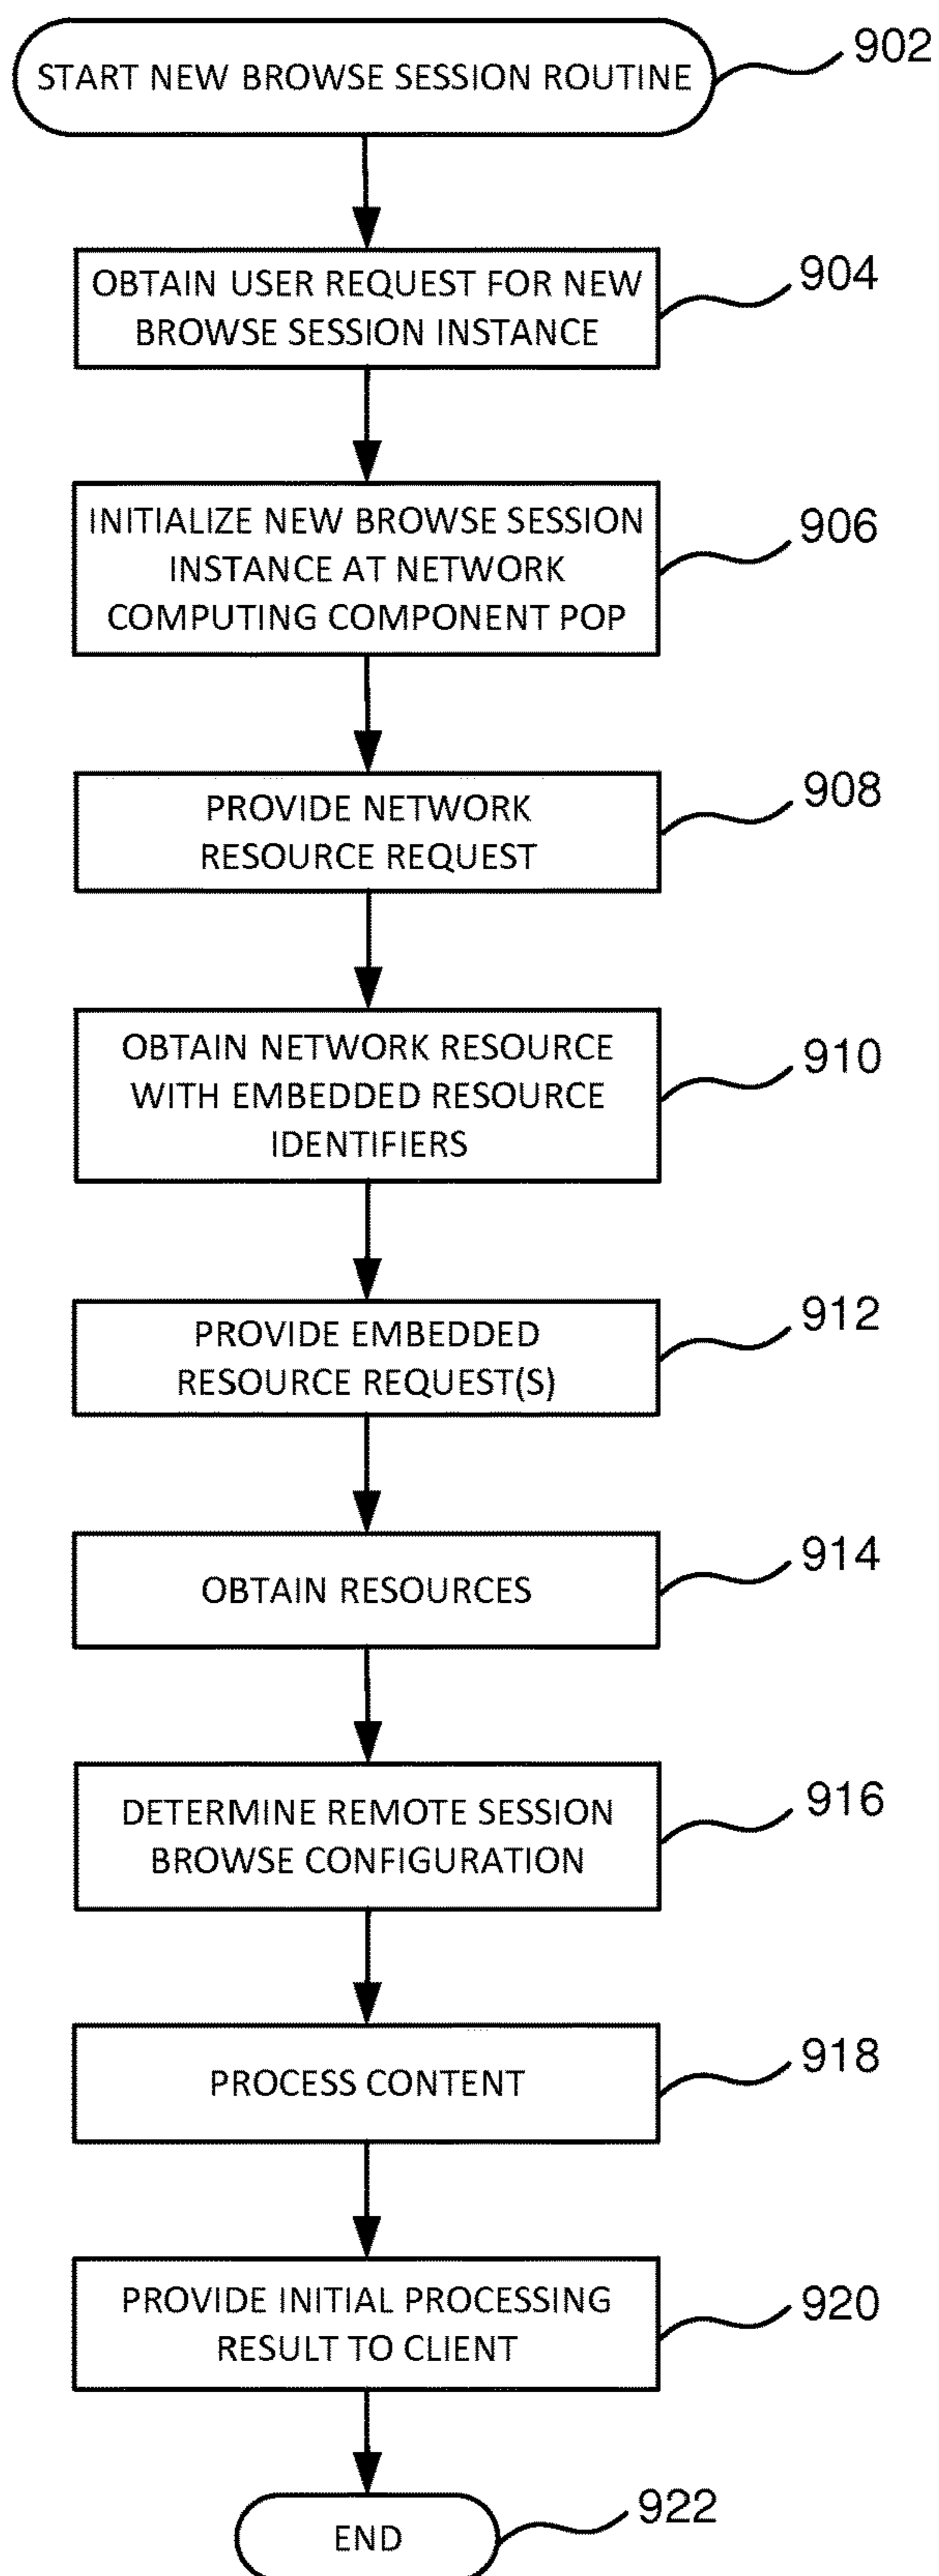 START NEW BROWSE SESSION ROUTINE
902
OBTAIN USER REQUEST FOR NEW
BROWSE SESSION INSTANCE
904
INITIALIZE NEW BROWSE SESSION
INSTANCE AT NETWORK
COMPUTING COMPONENT POP
906
PROVIDE NETWORK
RESOURCE REQUEST
908
OBTAIN NETWORK RESOURCE
WITH EMBEDDED RESOURCE
IDENTIFIERS
910
PROVIDE EMBEDDED
RESOURCE REQUEST(S)
912
OBTAIN RESOURCES
914
DETERMINE REMOTE SESSION
BROWSE CONFIGURATION
916
PROCESS CONTENT
918
PROVIDE INITIAL PROCESSING
RESULT TO CLIENT
920
END
922